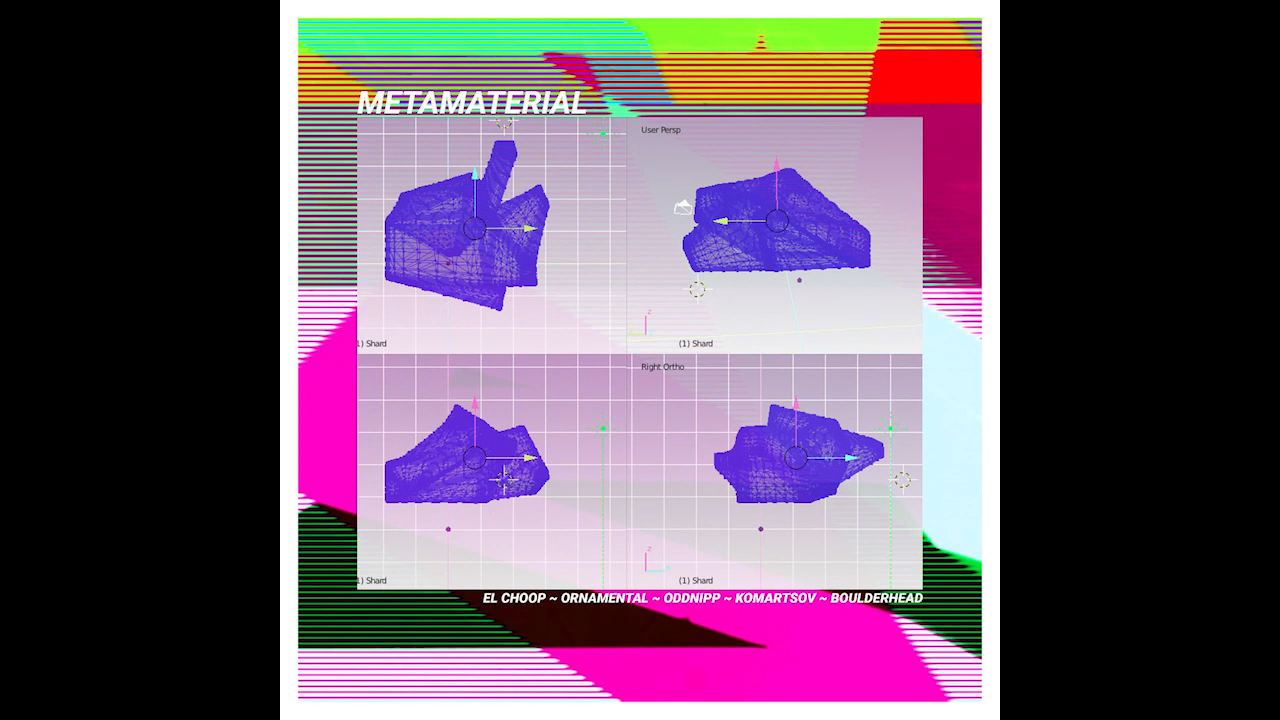 METAMATERIAL
User Persp
1) Shard
(1) Shard
Right Ortho
1) Shard
(1) Shard
EL CHOOP ~ ORNAMENTAL ~ ODDNIPP ~ KOMARTSOV ~ BOULDERHEAD